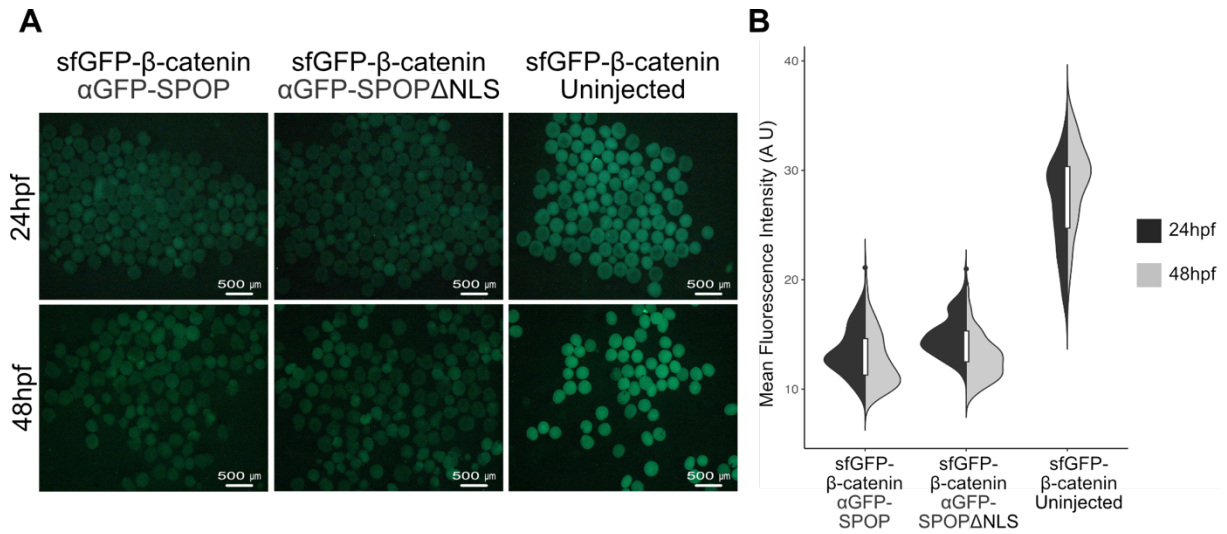 A
sfGFP-β-catenin
αGFP-SPOP
sfGFP-β-catenin
αGFP-SPOPΔNLS
sfGFP-β-catenin
Uninjected
24hpf
500 μm
500 μm
500 μm
48hpf
500 μm
500 μm
500 μm
B
Mean Fluorescence Intensity (A U)
40
30
20
10
24hpf
48hpf
sfGFP-
β-catenin
αGFP-
SPOP
sfGFP-
β-catenin
αGFP-
SPOPΔNLS
sfGFP-
β-catenin
Uninjected